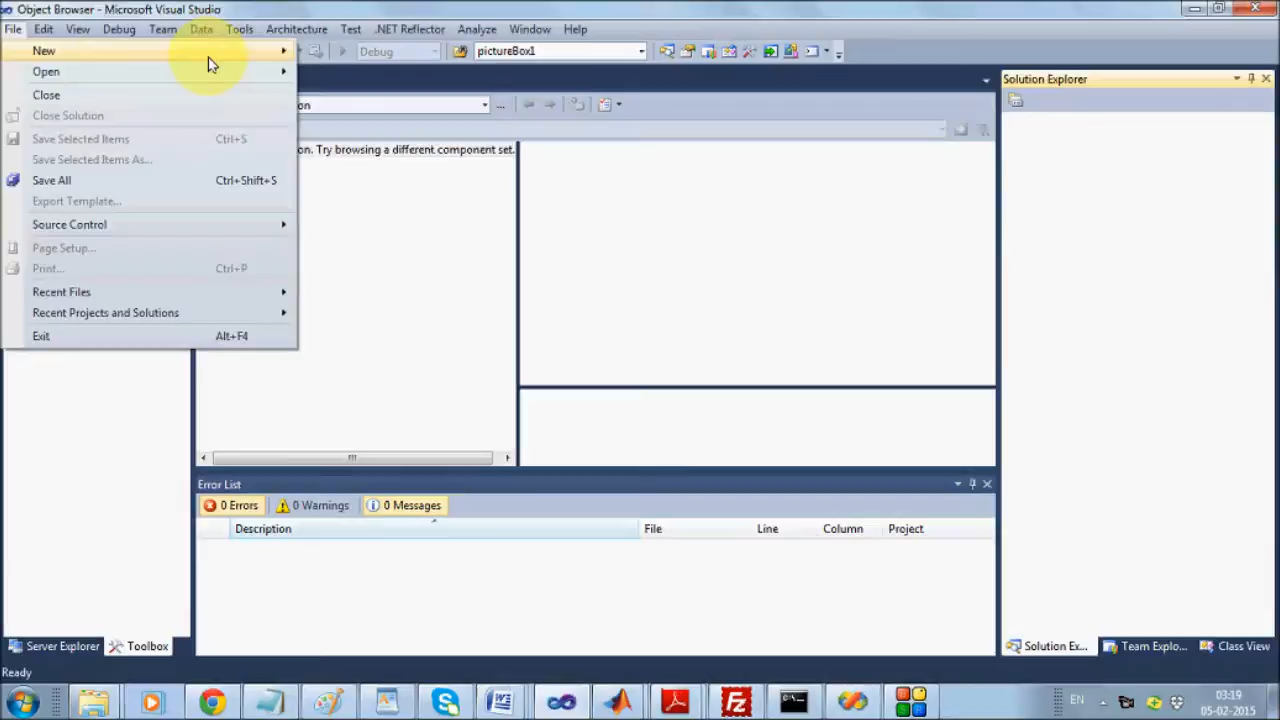 Object Browser - Microsoft Visual Studio
File Edit View Debug Team Data Tools Architecture Test .NET Reflector Analyze Window Help
New
Debug
pictureBox1
Open
Solution Explorer
Close
on
...
Close Solution
Save Selected Items Ctrl+S
on. Try browsing a different component set.
Save Selected Items As...
Save All Ctrl+Shift+S
Export Template...
Source Control
Page Setup...
Print... Ctrl+P
Recent Files
Recent Projects and Solutions
Exit Alt+F4
Error List
0 Errors 0 Warnings 0 Messages
Description File Line Column Project
Server Explorer Toolbox
Solution Ex... Team Explo... Class View
Ready
EN
03:19
05-02-2015